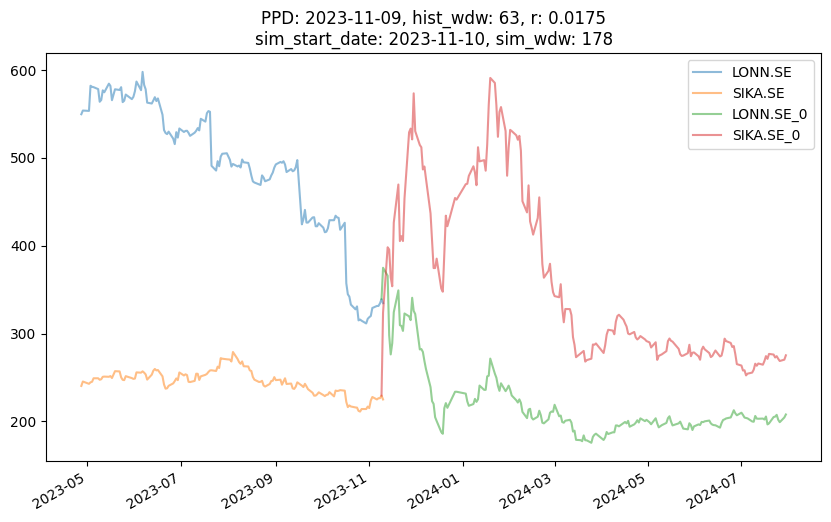 PPD: 2023-11-09, hist_wdw: 63, r: 0.0175
sim_start_date: 2023-11-10, sim_wdw: 178
600
500
400
300
200
LONN.SE
SIKA.SE
LONN.SE_0
SIKA.SE_0
2023-05
2023-07
2023-09
2023-11
2024-01
2024-03
2024-05
2024-07